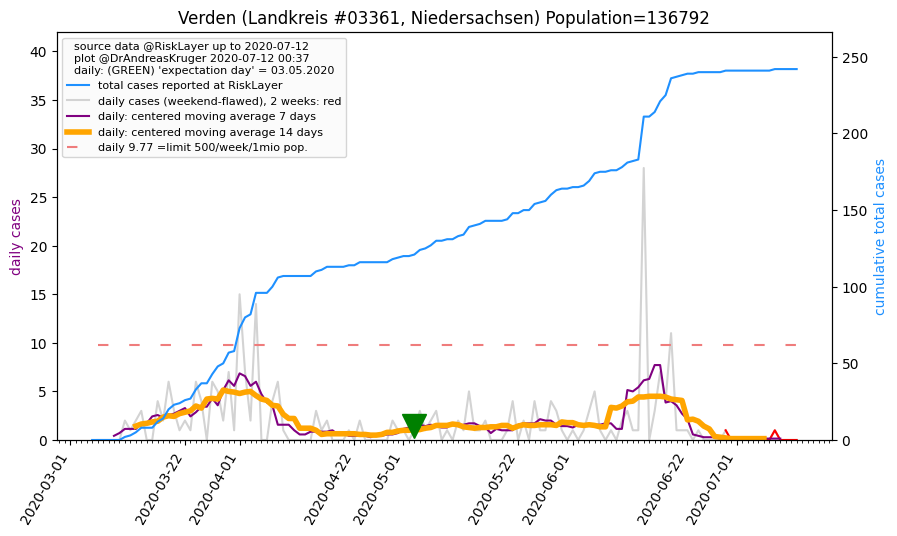 Verden (Landkreis #03361, Niedersachsen) Population=136792
source data @RiskLayer up to 2020-07-12
plot @DrAndreasKruger 2020-07-12 00:37
daily: (GREEN) 'expectation day' = 03.05.2020
total cases reported at RiskLayer
daily cases (weekend-flawed), 2 weeks: red
daily: centered moving average 7 days
daily: centered moving average 14 days
daily 9.77 =limit 500/week/1mio pop.
daily cases
40
35
30
25
20
15
10
5
0
250
200
150
100
50
0
cumulative total cases
2020-03-01
2020-03-22
2020-04-01
2020-04-22
2020-05-01
2020-05-22
2020-06-01
2020-06-22
2020-07-01